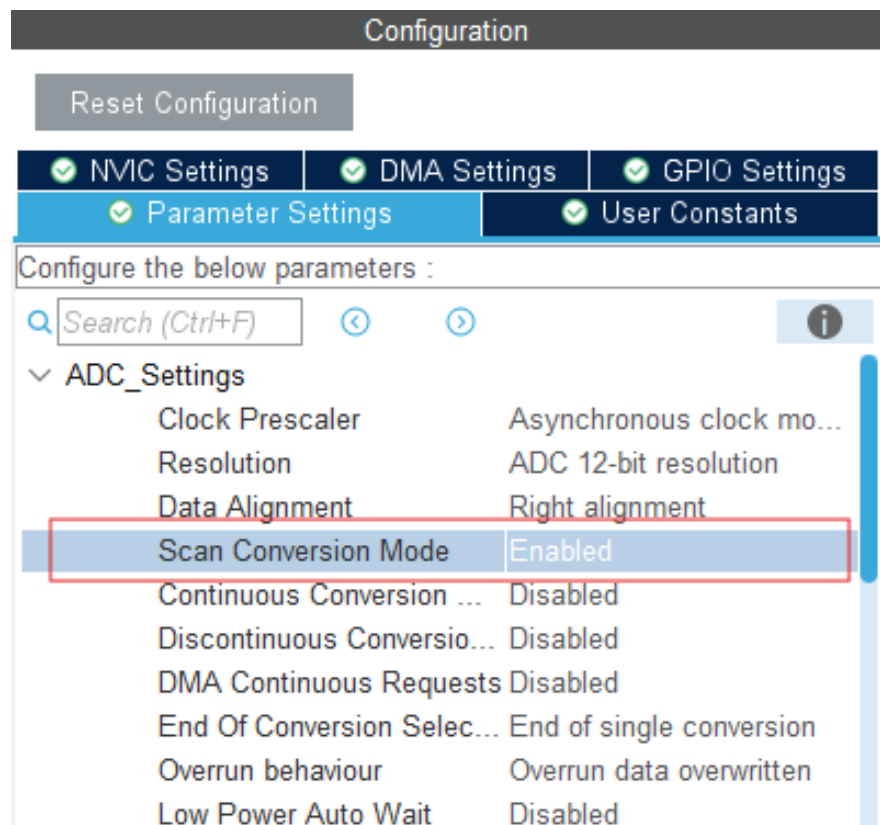 Configuration
Reset Configuration
NVIC Settings DMA Settings GPIO Settings
Parameter Settings User Constants
Configure the below parameters :
Search (Ctrl+F)
ADC_Settings
Clock Prescaler Asynchronous clock mo...
Resolution ADC 12-bit resolution
Data Alignment Right alignment
Scan Conversion Mode Enabled
Continuous Conversion ... Disabled
Discontinuous Conversio... Disabled
DMA Continuous Requests Disabled
End Of Conversion Selec... End of single conversion
Overrun behaviour Overrun data overwritten
Low Power Auto Wait Disabled